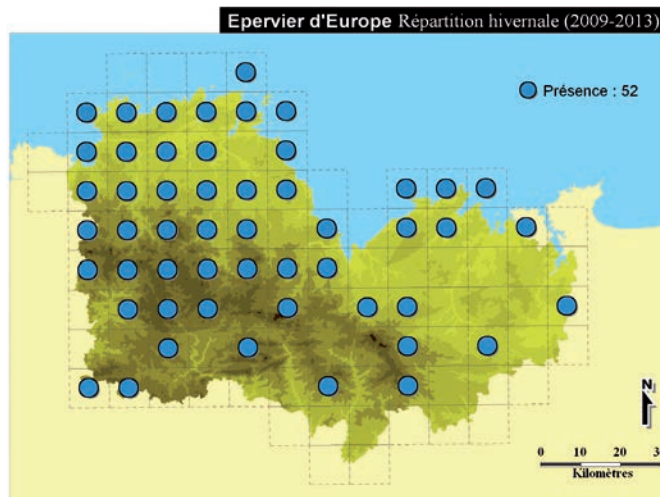 Epervier d'Europe Répartition hivernale (2009-2013)
Présence : 52
N
0 10 20
Kilomètres